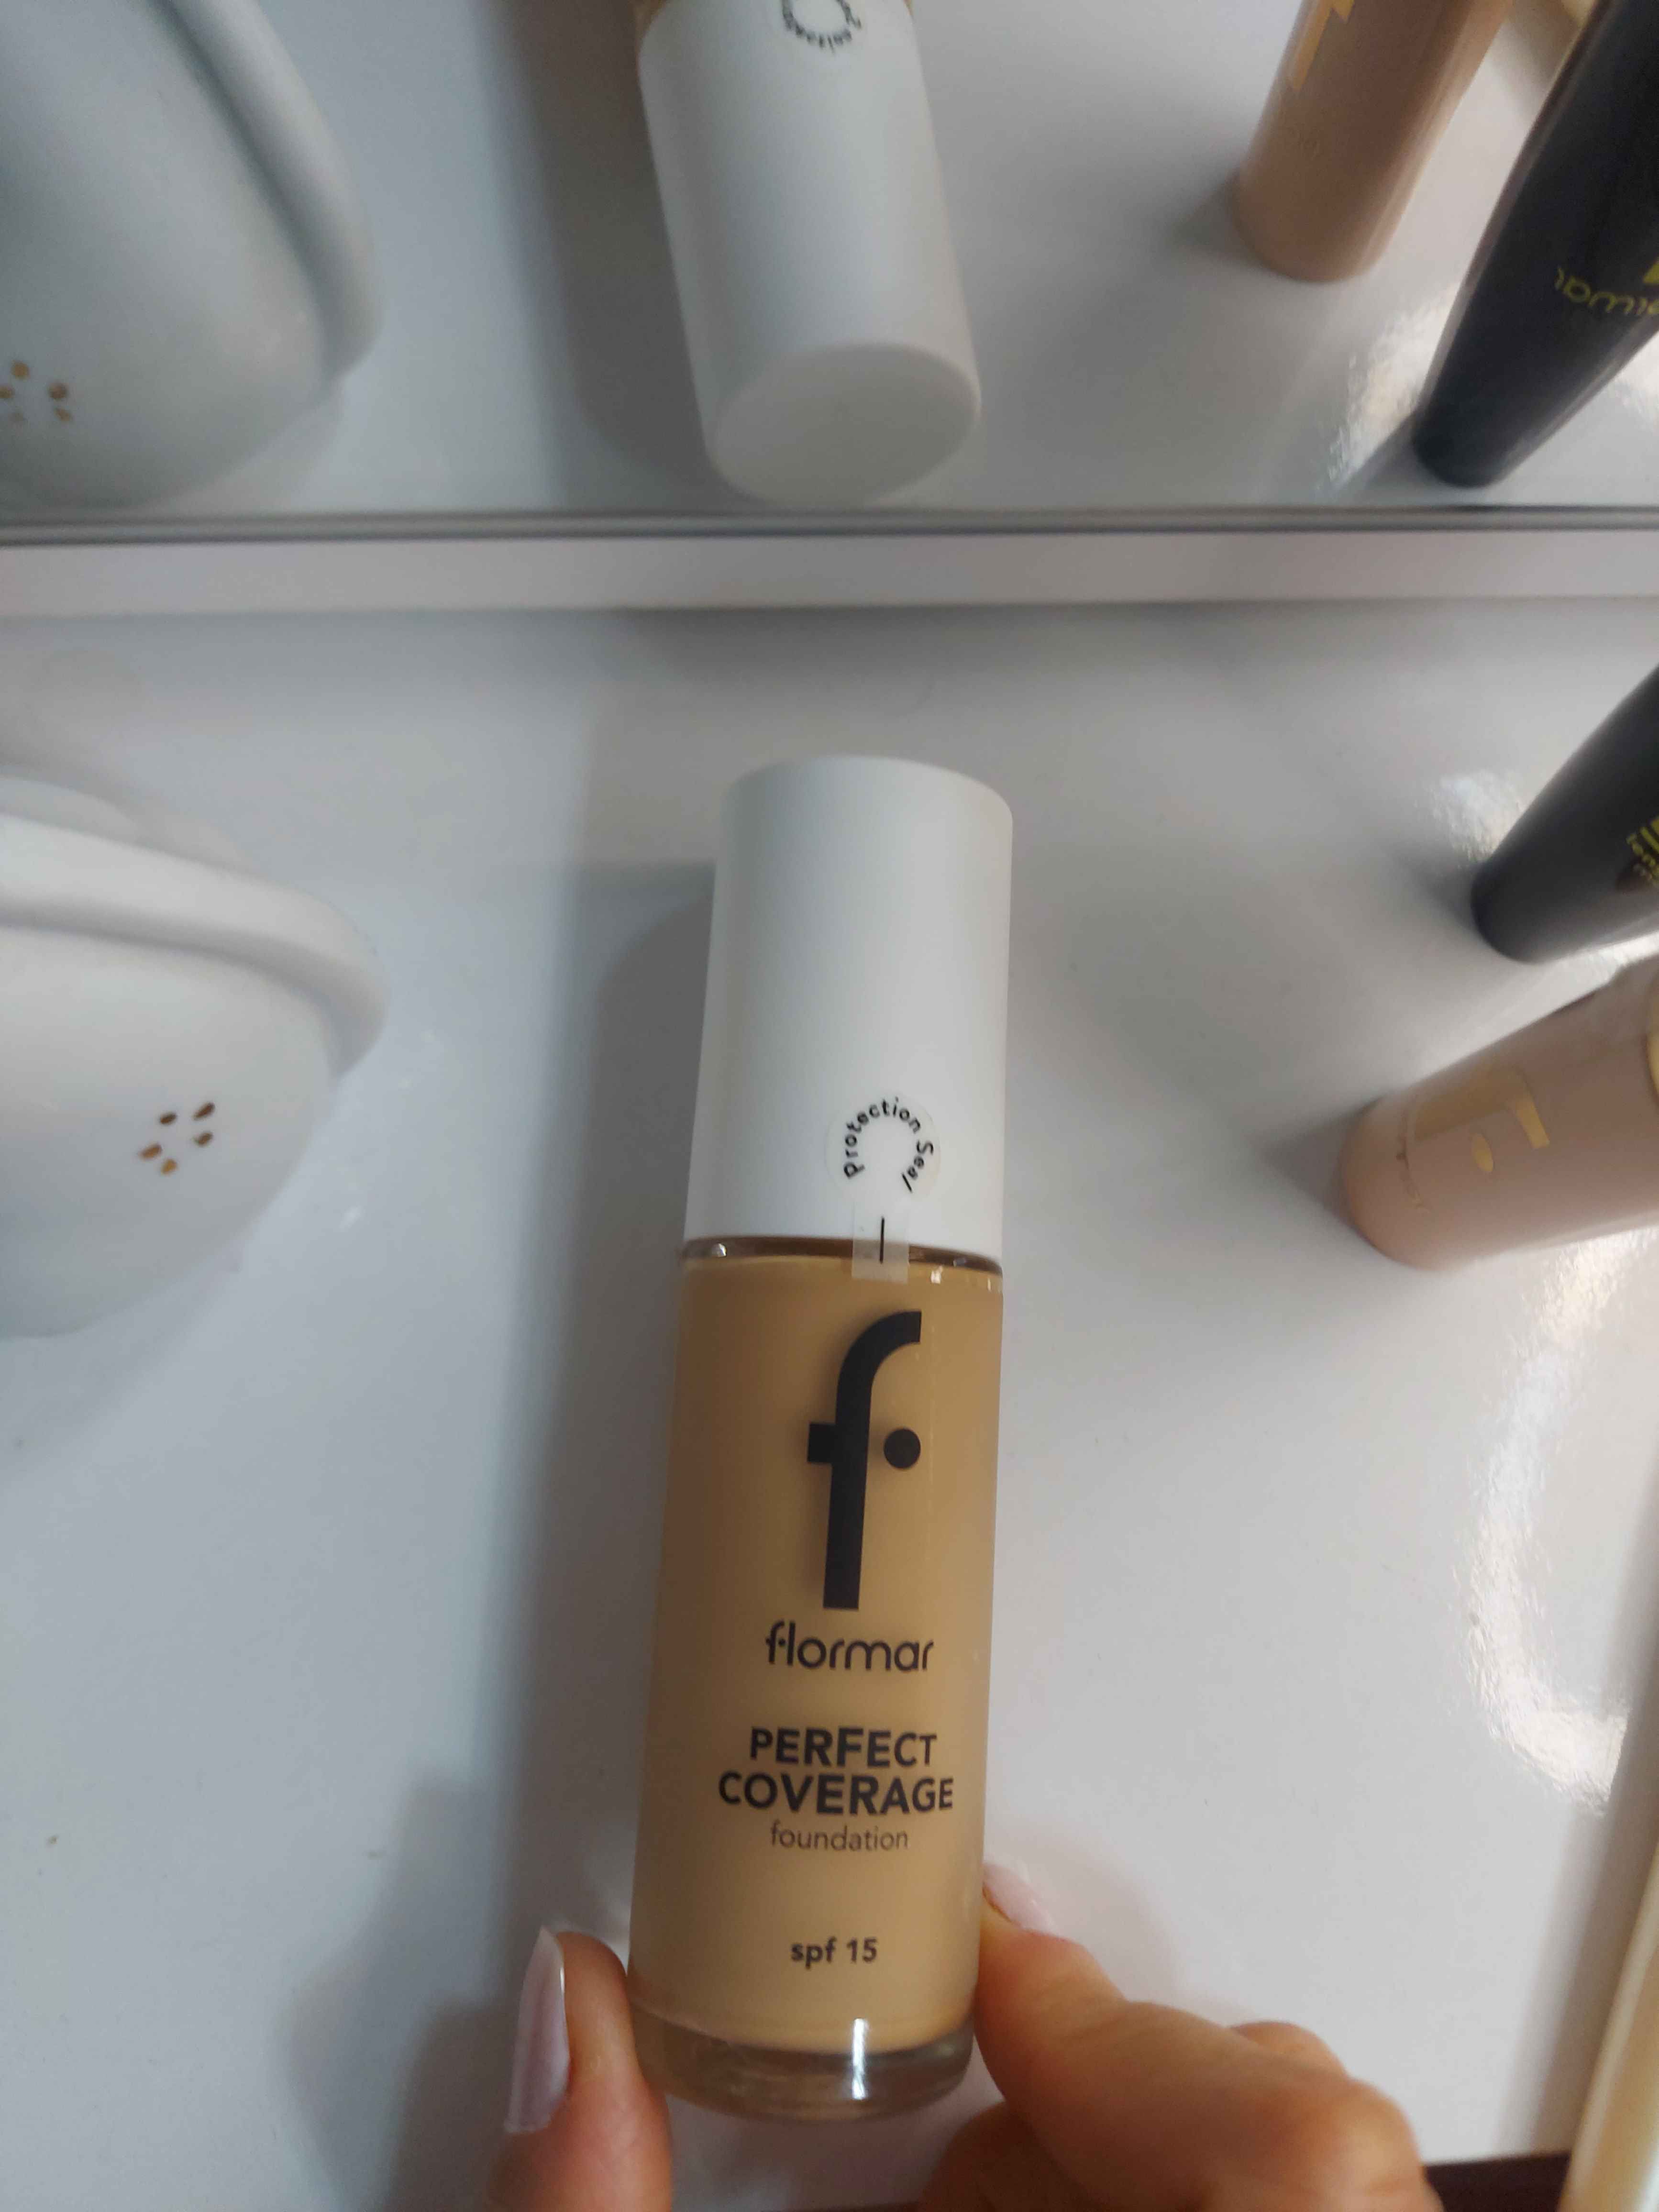 Protection Seal
f
flormar
PERFECT
COVERAGE
foundation
spf 15